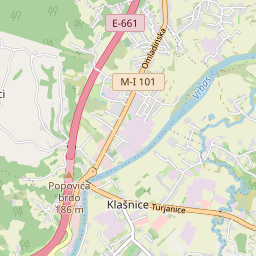 E-661
Omladinska
M-I 101
Vrbas
ci
Popovića
brdo
186 m
Klašnice
Turjanice